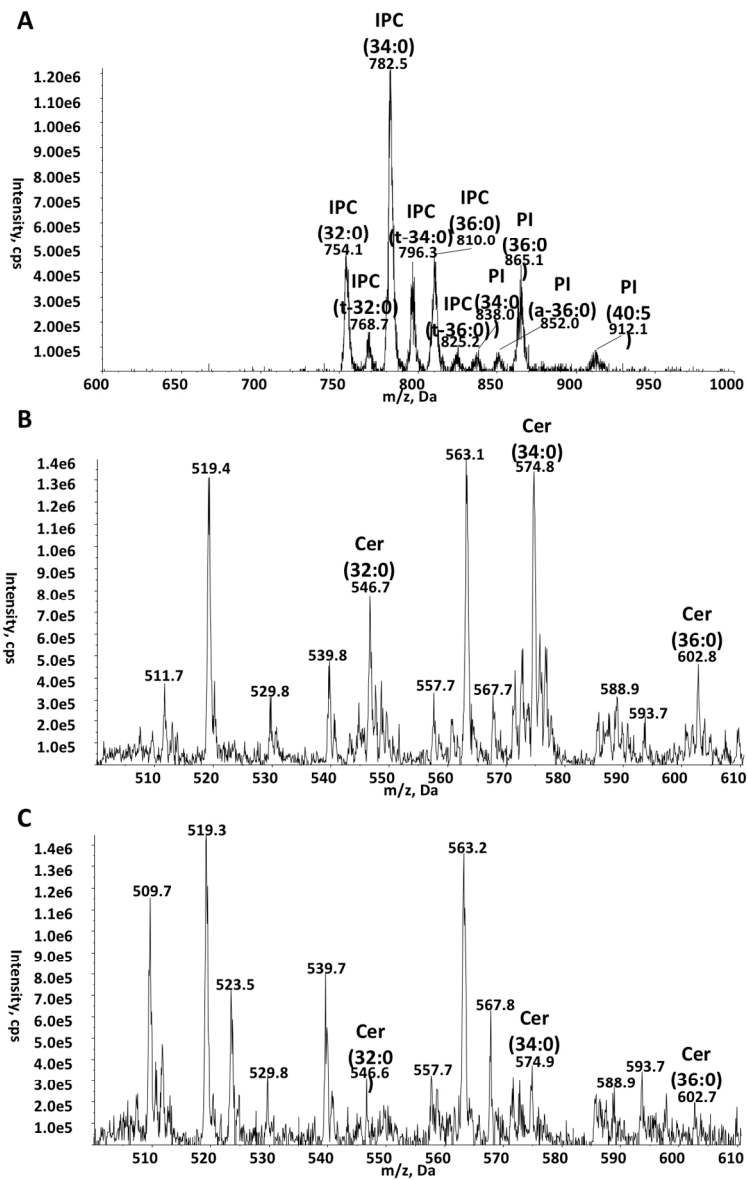 A
IPC
(34:0)
782.5
1.20e6
1.00e6
9.00e5
8.00e5
7.00e5
6.00e5
5.00e5
4.00e5
3.00e5
2.00e5
1.00e5
Intensity, cps
IPC
(32:0)
754.1
IPC
(t-32:0)
768.7
IPC
(t-34:0)
796.3
IPC
(36:0)
810.0
IPC
(t-36:0)
825.2
PI
(34:0
)
838.0
PI
(36:0
)
865.1
PI
(a-36:0)
852.0
PI
(40:5
)
912.1
600 650 700 750 800 850 900 950 1000
m/z, Da
B
1.4e6
1.3e6
1.2e6
1.1e6
1.0e6
9.0e5
8.0e5
7.0e5
6.0e5
5.0e5
4.0e5
3.0e5
2.0e5
1.0e5
Intensity, cps
511.7
519.4
529.8
539.8
Cer
(32:0)
546.7
557.7
563.1
567.7
Cer
(34:0)
574.8
588.9
593.7
Cer
(36:0)
602.8
510 520 530 540 550 560 570 580 590 600 610
m/z, Da
C
1.4e6
1.3e6
1.2e6
1.1e6
1.0e6
9.0e5
8.0e5
7.0e5
6.0e5
5.0e5
4.0e5
3.0e5
2.0e5
1.0e5
Intensity, cps
509.7
519.3
523.5
529.8
539.7
Cer
(32:0
)
546.6
557.7
563.2
567.8
Cer
(34:0)
574.9
588.9
593.7
Cer
(36:0)
602.7
510 520 530 540 550 560 570 580 590 600 610
m/z, Da